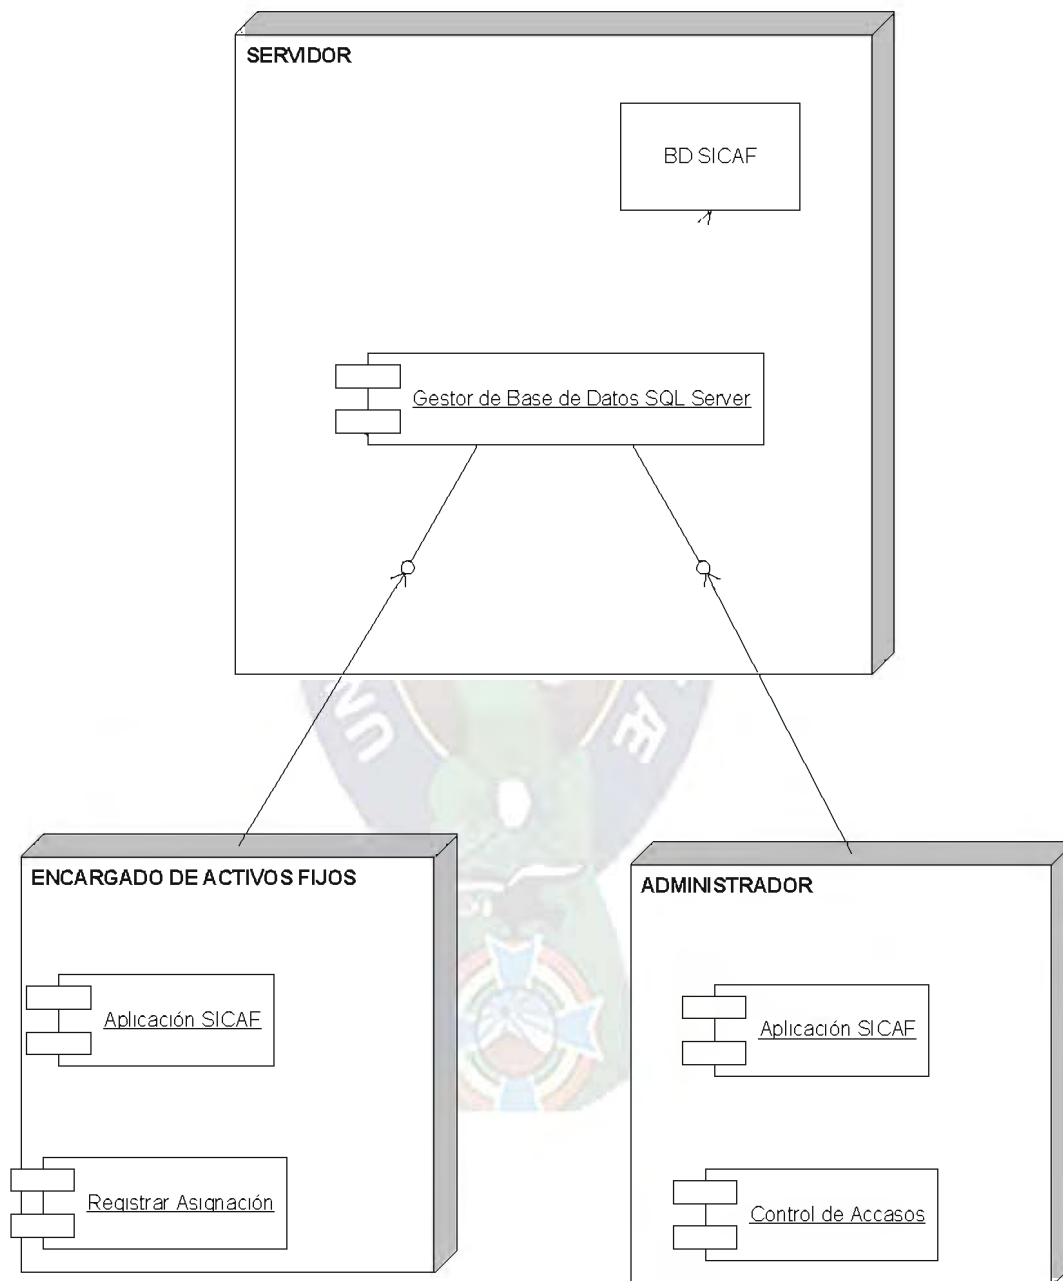 SERVIDOR
BD SICAF
Gestor de Base de Datos SQL Server
UM
Æ
ENCARGADO DE ACTIVOS FIJOS
ADMINISTRADOR
Aplicación SICAF
Aplicación SICAF
Registrar Asignación
Control de Accasos